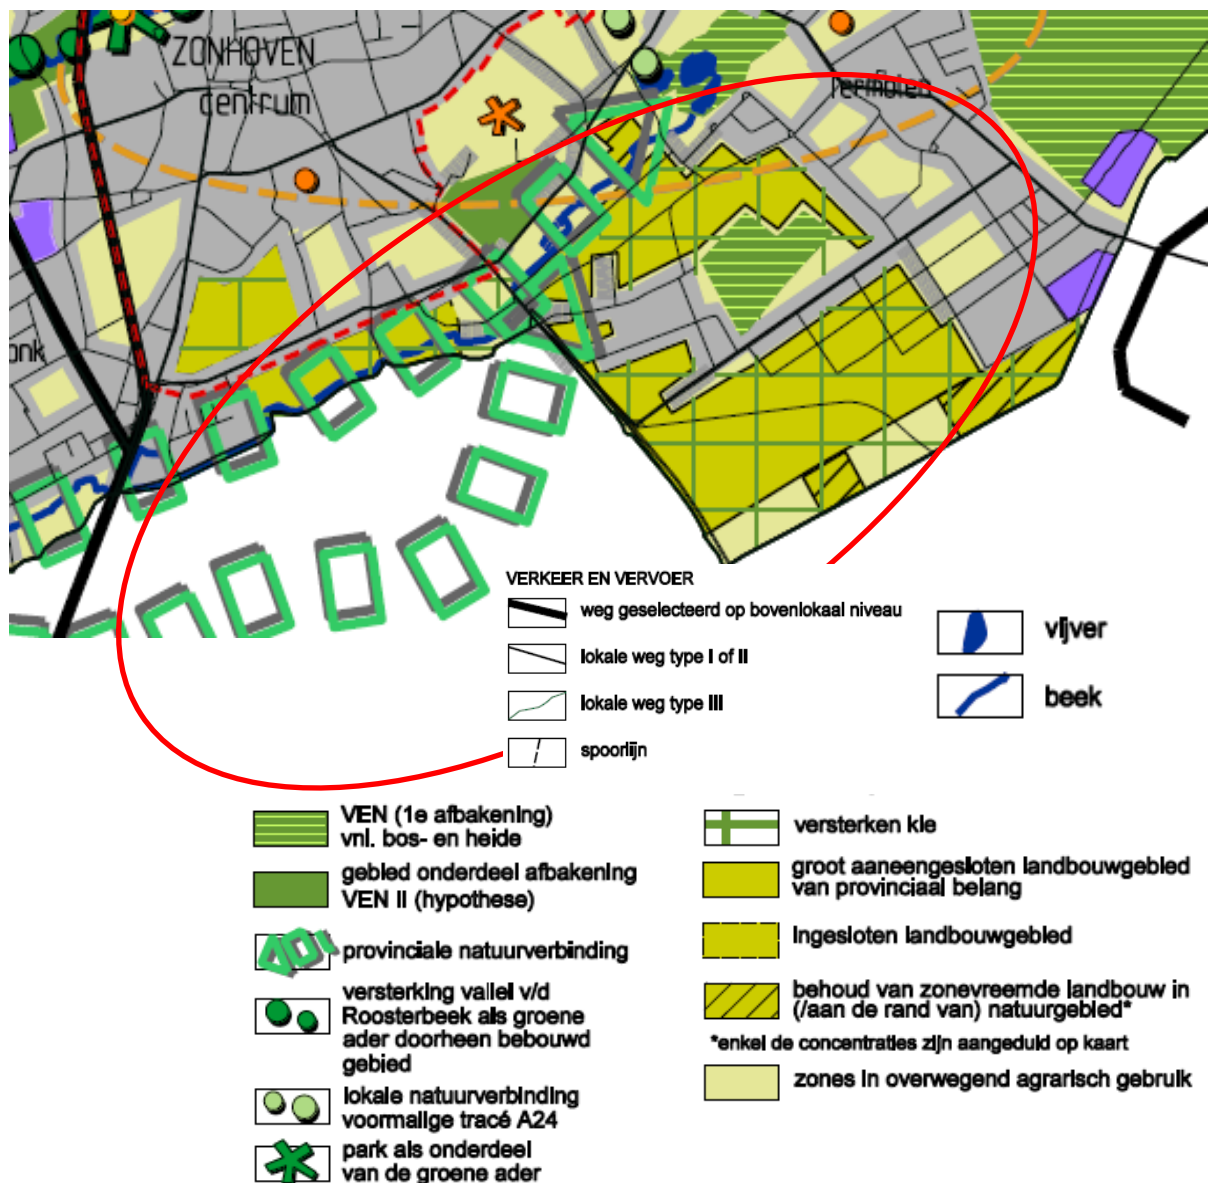 ZONHOVEN
centrum
Termolen
onk
VERKEER EN VERVOER
weg geselecteerd op bovenlokaal niveau
lokale weg type I of II
lokale weg type III
spoorlijn
vijver
beek
VEN (1e afbakening)
vnl. bos- en heide
gebied onderdeel afbakening
VEN II (hypothese)
provinciale natuurverbinding
versterking vallei v/d
Roosterbeek als groene
ader doorheen bebouwd
gebied
lokale natuurverbinding
voormalige tracé A24
park als onderdeel
van de groene ader
versterken kle
groot aaneengesloten landbouwgebied
van provinciaal belang
Ingesloten landbouwgebied
behoud van zonevreemde landbouw in
(/aan de rand van) natuurgebied*
*enkel de concentraties zijn aangeduid op kaart
zones in overwegend agrarisch gebruik